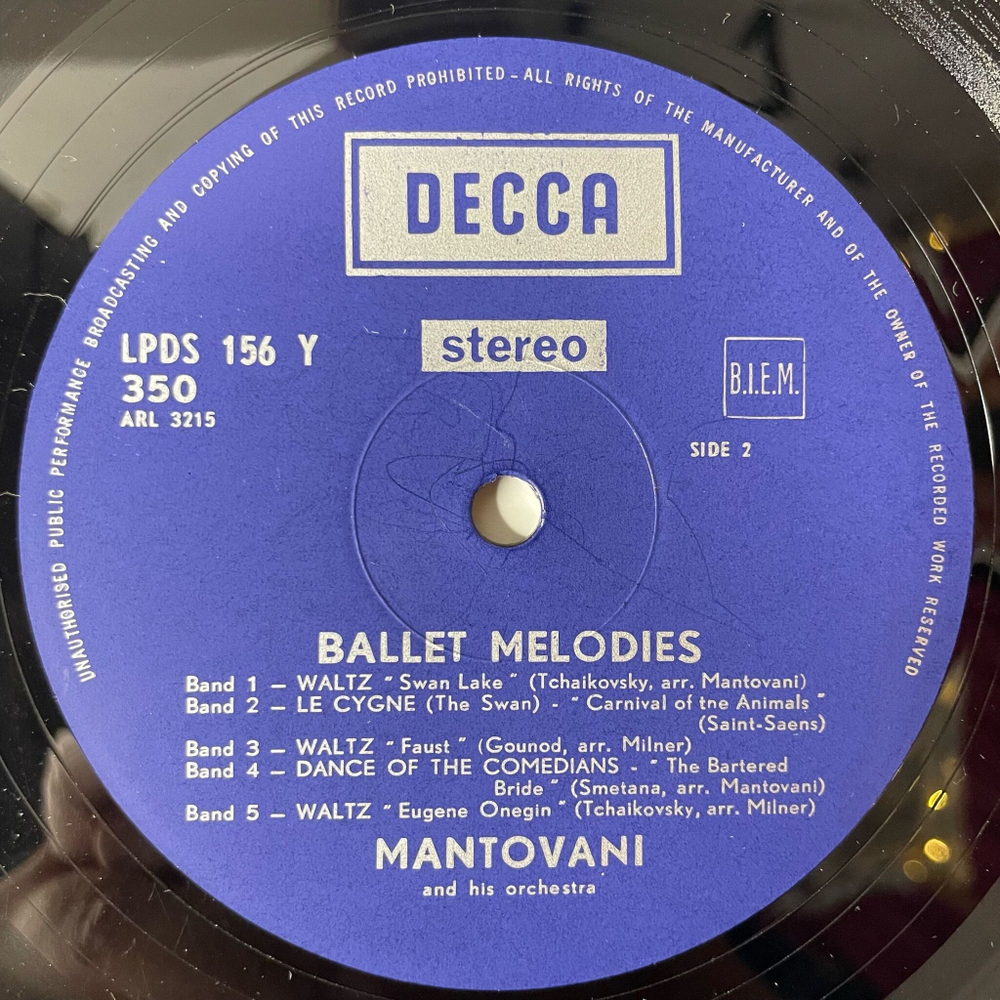 UNAUTHORISED PUBLIC PERFORMANCE BROADCASTING AND COPYING OF THIS RECORD PROHIBITED - ALL RIGHTS OF THE MANUFACTURER AND OF THE OWNER OF THE RECORDED WORK RESERVED
DECCA
stereo
LPDS 156 Y
350
ARL 3215
B.I.E.M.
SIDE 2
BALLET MELODIES
Band 1 – WALTZ "Swan Lake" (Tchaikovsky, arr. Mantovani)
Band 2 – LE CYGNE (The Swan) - "Carnival of tne Animals"
(Saint-Saens)
Band 3 – WALTZ "Faust" (Gounod, arr. Milner)
Band 4 – DANCE OF THE COMEDIANS - "The Bartered
Bride" (Smetana, arr. Mantovani)
Band 5 – WALTZ "Eugene Onegin" (Tchaikovsky, arr. Milner)
MANTOVANI
and his orchestra